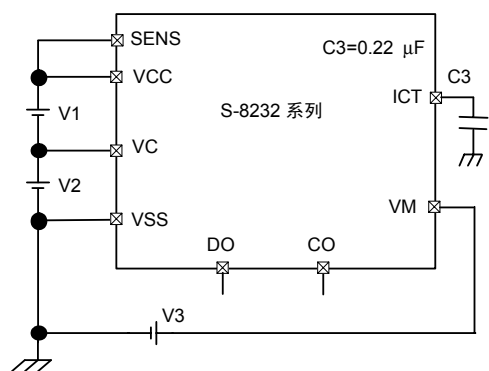 SENS
C3=0.22 μF
VCC
C3
ICT
V1
S-8232 系列
VC
V2
VM
VSS
DO
CO
V3